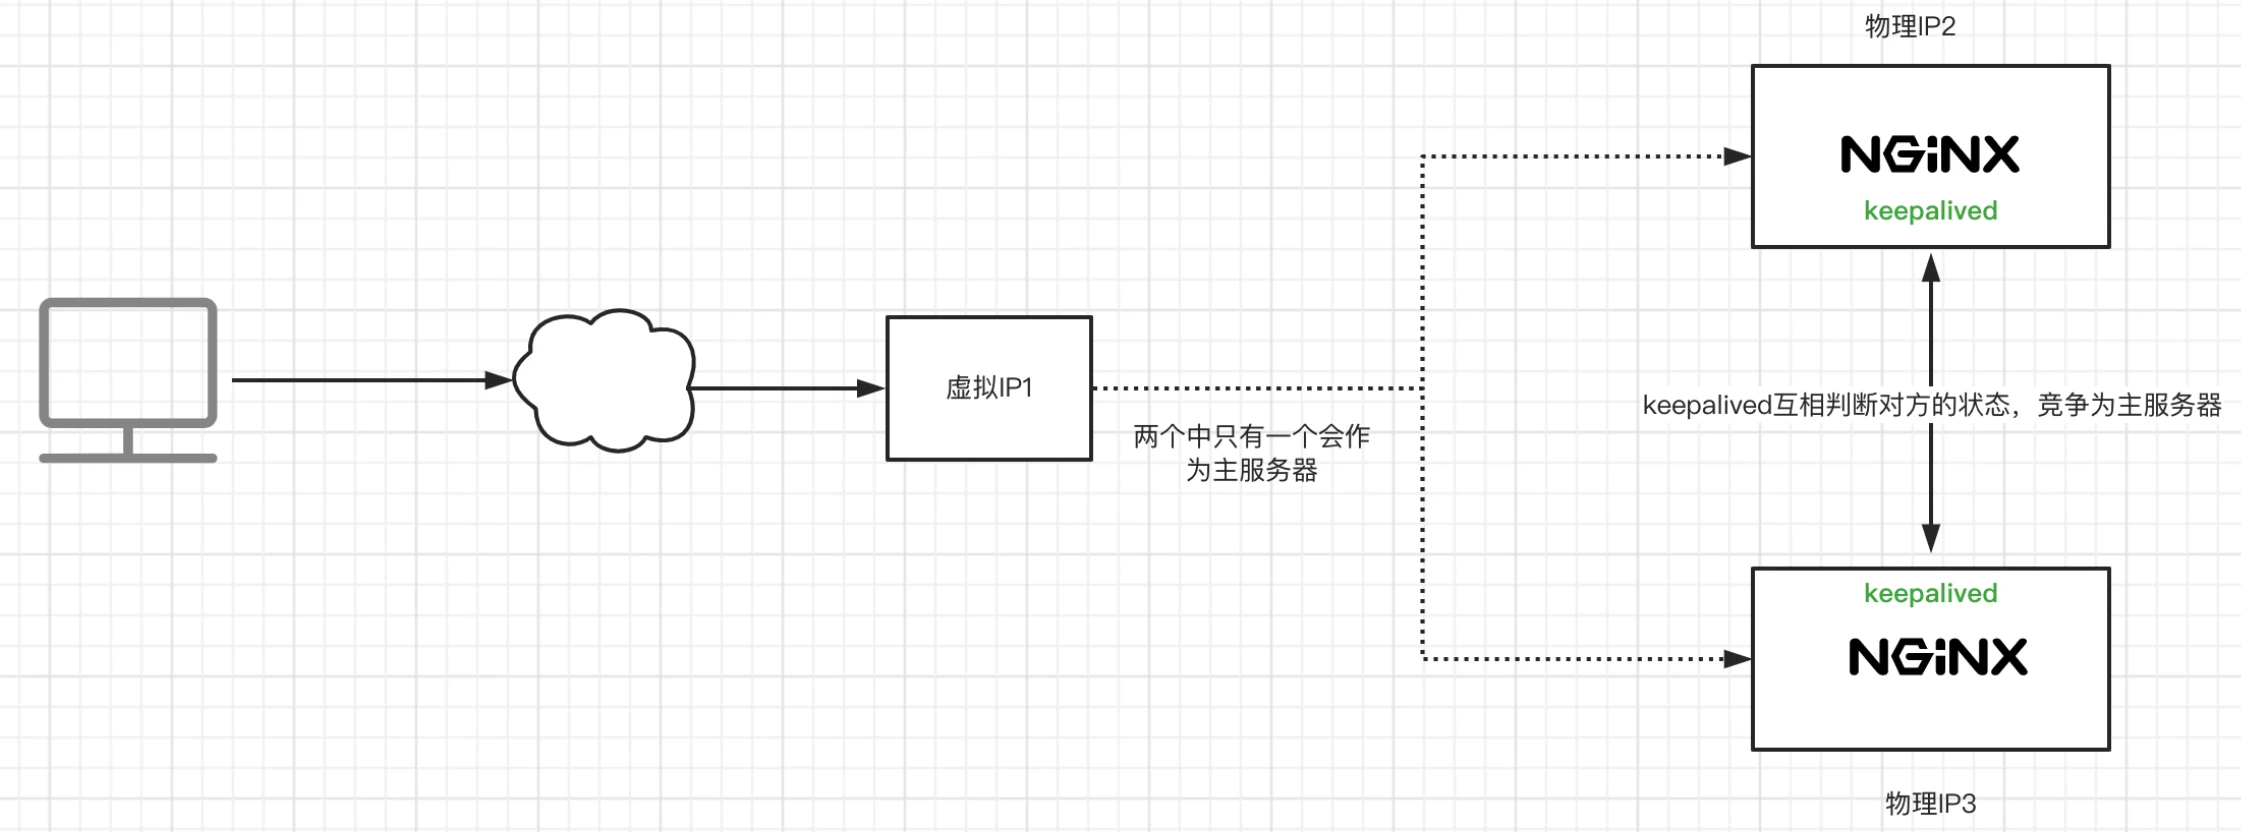 物理IP2
NGiNX
keepalived
虚拟IP1
两个中只有一个会作
为主服务器
keepalived互相判断对方的状态，竞争为主服务器
keepalived
NGiNX
物理IP3